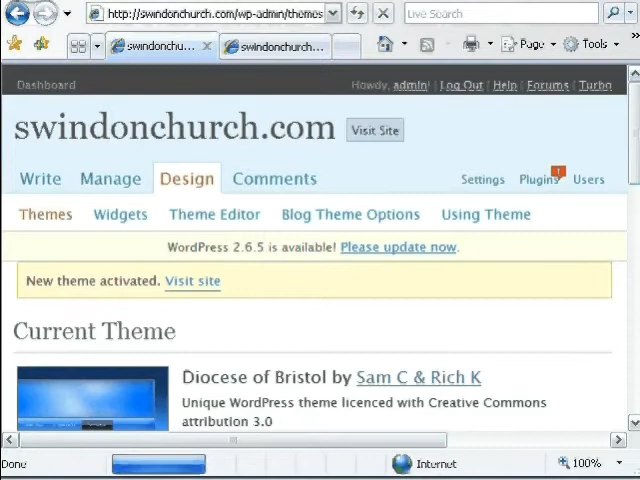 http://swindonchurch.com/wp-admin/themes
Live Search
swindonchu...
swindonchurch...
Page
Tools
Dashboard
Howdy, admin! | Log Out | Help | Forums | Turbo
swindonchurch.com
Visit Site
Write Manage Design Comments
Settings Plugins 1 Users
Themes Widgets Theme Editor Blog Theme Options Using Theme
WordPress 2.6.5 is available! Please update now.
New theme activated. Visit site
Current Theme
Diocese of Bristol by Sam C & Rich K
Unique WordPress theme licenced with Creative Commons
attribution 3.0
Done
Internet
100%